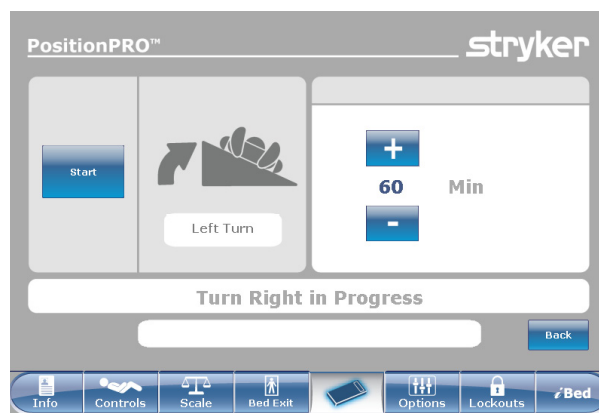 PositionPRO™
stryker
Start
Left Turn
+
60 Min
-
Turn Right in Progress
Back
Info Controls Scale Bed Exit Options Lockouts iBed